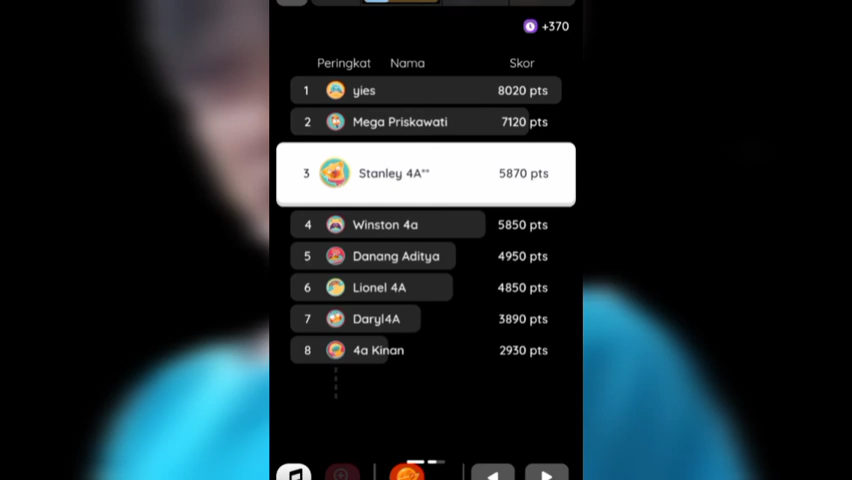 +370
Peringkat Nama Skor
1 yies 8020 pts
2 Mega Priskawati 7120 pts
3 Stanley 4A** 5870 pts
4 Winston 4a 5850 pts
5 Danang Aditya 4950 pts
6 Lionel 4A 4850 pts
7 Daryl4A 3890 pts
8 4a Kinan 2930 pts